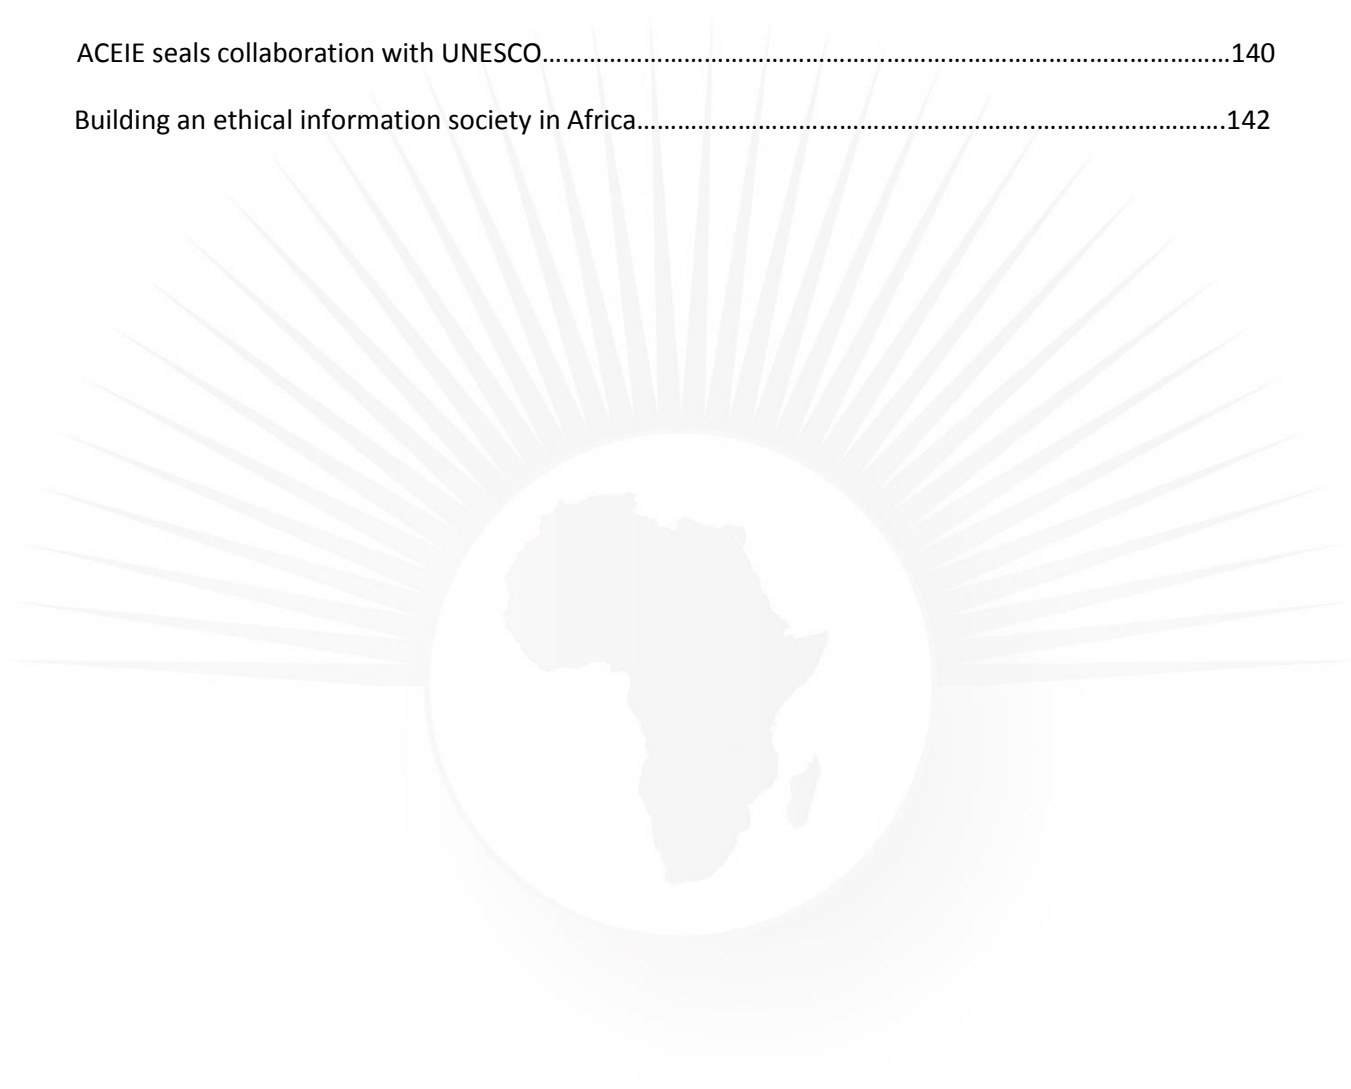 ACEIE seals collaboration with UNESCO……………………………………………………………………………………………140
Building an ethical information society in Africa…………………………………………………..………………………….142